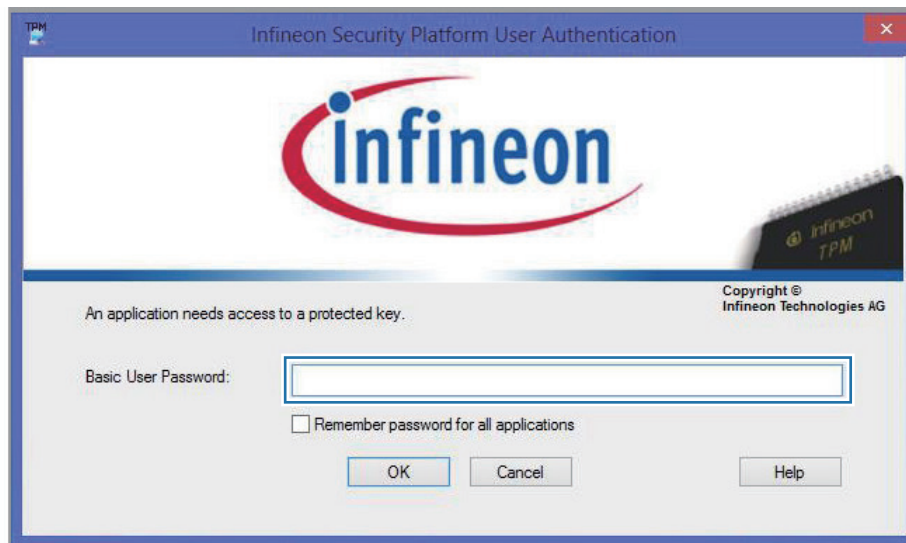 TPM
Infineon Security Platform User Authentication
infineon
infineon
TPM
Copyright ©
Infineon Technologies AG
An application needs access to a protected key.
Basic User Password:
Remember password for all applications
OK
Cancel
Help